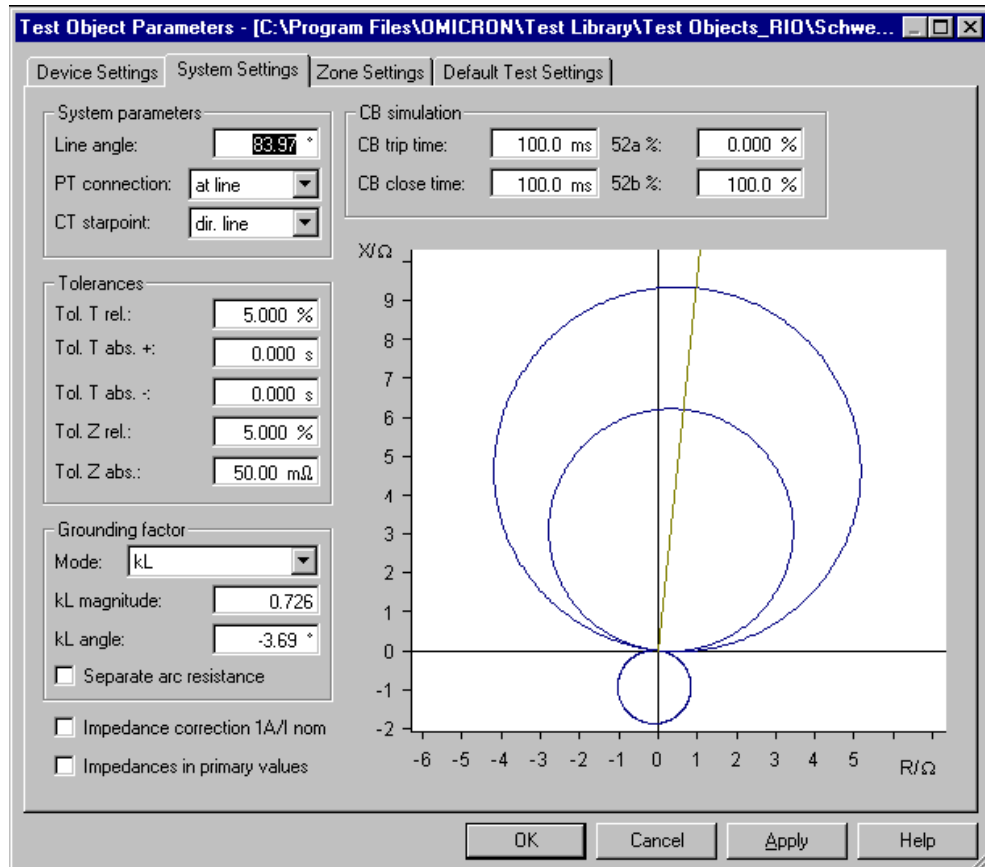 Test Object Parameters - [C:\Program Files\OMICRON\Test Library\Test Objects_RIO\Schwe...
Device Settings System Settings Zone Settings Default Test Settings
System parameters
Line angle: 83.97 °
PT connection: at line
CT starpoint: dir. line
CB simulation
CB trip time: 100.0 ms 52a %: 0.000 %
CB close time: 100.0 ms 52b %: 100.0 %
Tolerances
Tol. T rel.: 5.000 %
Tol. T abs. +: 0.000 s
Tol. T abs. -: 0.000 s
Tol. Z rel.: 5.000 %
Tol. Z abs.: 50.00 mΩ
Grounding factor
Mode: kL
kL magnitude: 0.726
kL angle: -3.69 °
Separate arc resistance
Impedance correction 1A/I nom
Impedances in primary values
X/Ω
9
8
7
6
5
4
3
2
1
0
-1
-2
-6 -5 -4 -3 -2 -1 0 1 2 3 4 5 R/Ω
OK Cancel Apply Help